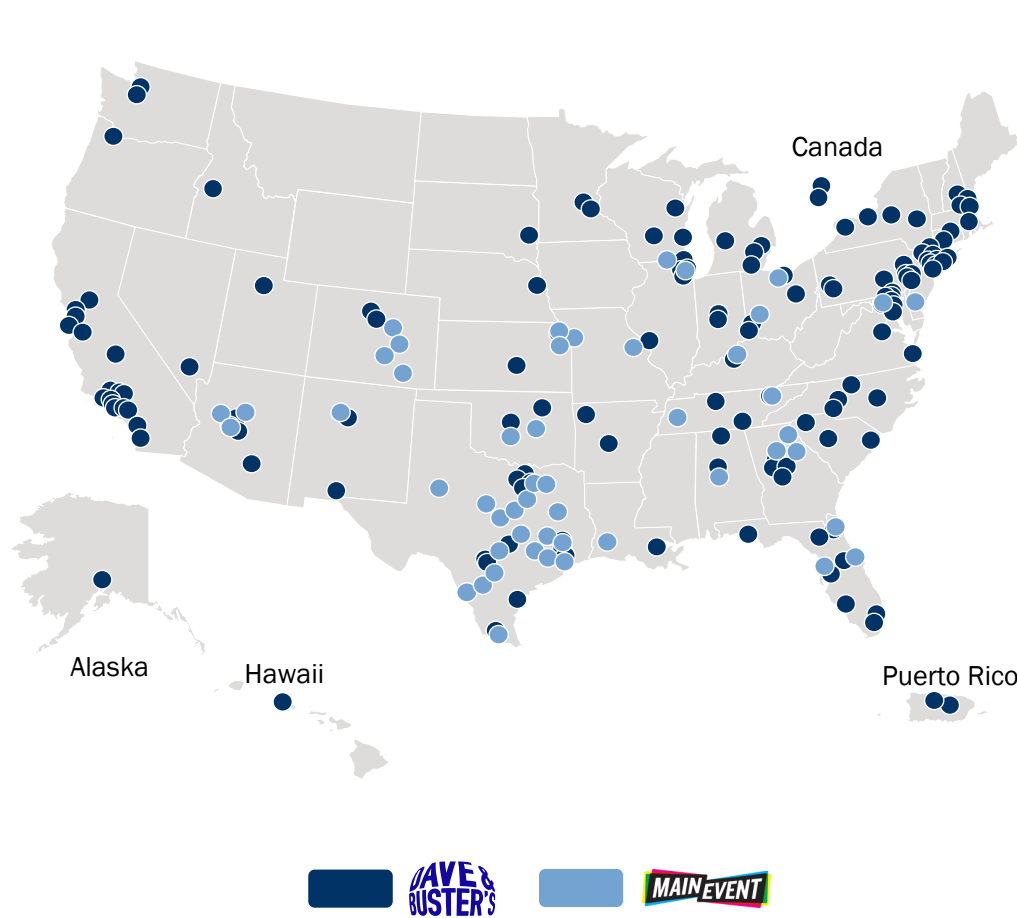 Canada
Alaska
Hawaii
Puerto Rico
DAVE &
BUSTER'S
MAIN EVENT